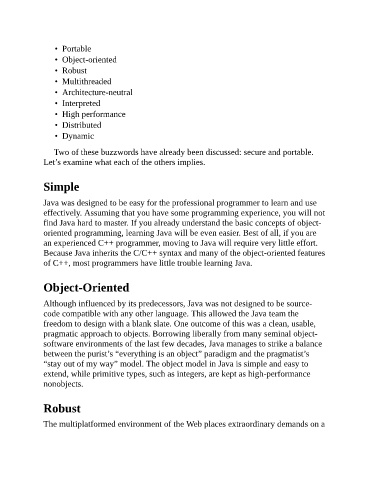 • Portable
• Object-oriented
• Robust
• Multithreaded
• Architecture-neutral
• Interpreted
• High performance
• Distributed
• Dynamic
Two of these buzzwords have already been discussed: secure and portable.
Let’s examine what each of the others implies.
Simple
Java was designed to be easy for the professional programmer to learn and use
effectively. Assuming that you have some programming experience, you will not
find Java hard to master. If you already understand the basic concepts of object-
oriented programming, learning Java will be even easier. Best of all, if you are
an experienced C++ programmer, moving to Java will require very little effort.
Because Java inherits the C/C++ syntax and many of the object-oriented features
of C++, most programmers have little trouble learning Java.
Object-Oriented
Although influenced by its predecessors, Java was not designed to be source-
code compatible with any other language. This allowed the Java team the
freedom to design with a blank slate. One outcome of this was a clean, usable,
pragmatic approach to objects. Borrowing liberally from many seminal object-
software environments of the last few decades, Java manages to strike a balance
between the purist’s “everything is an object” paradigm and the pragmatist’s
“stay out of my way” model. The object model in Java is simple and easy to
extend, while primitive types, such as integers, are kept as high-performance
nonobjects.
Robust
The multiplatformed environment of the Web places extraordinary demands on a